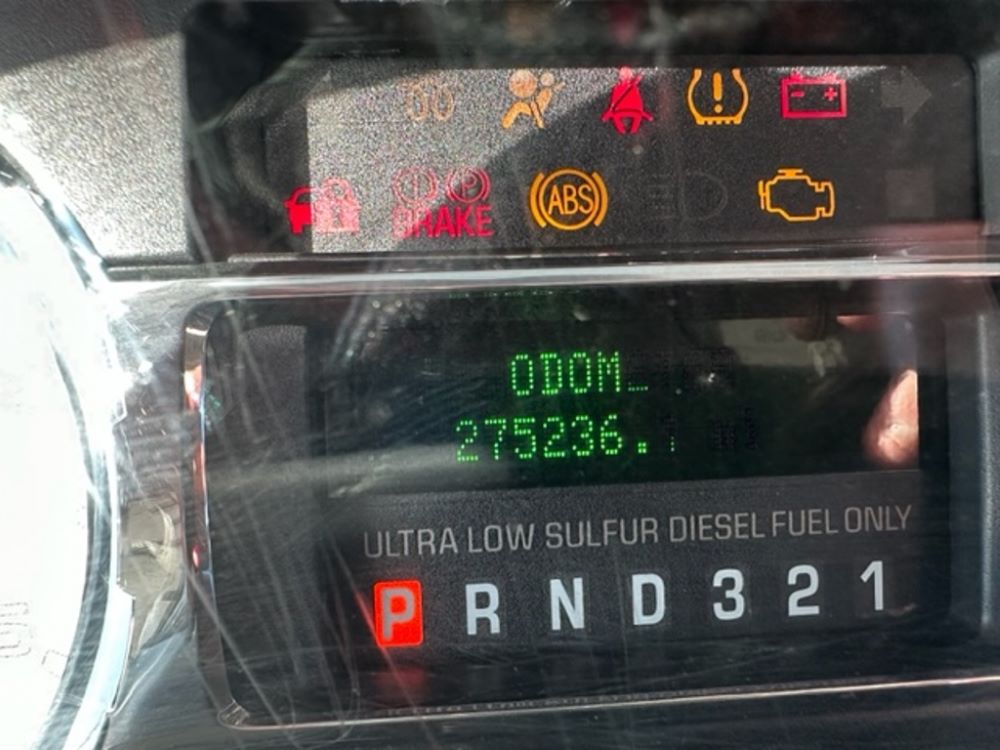 BRAKE
ABS
ODOM
275236.
ULTRA LOW SULFUR DIESEL FUEL ONLY
P R N D 3 2 1